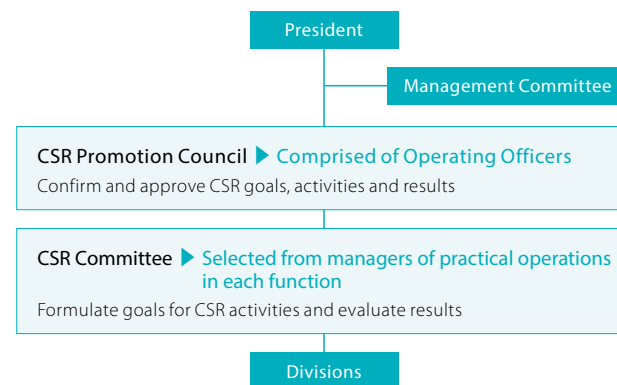 President
Management Committee
CSR Promotion Council ▶ Comprised of Operating Officers
Confirm and approve CSR goals, activities and results
CSR Committee ▶ Selected from managers of practical operations
in each function
Formulate goals for CSR activities and evaluate results
Divisions